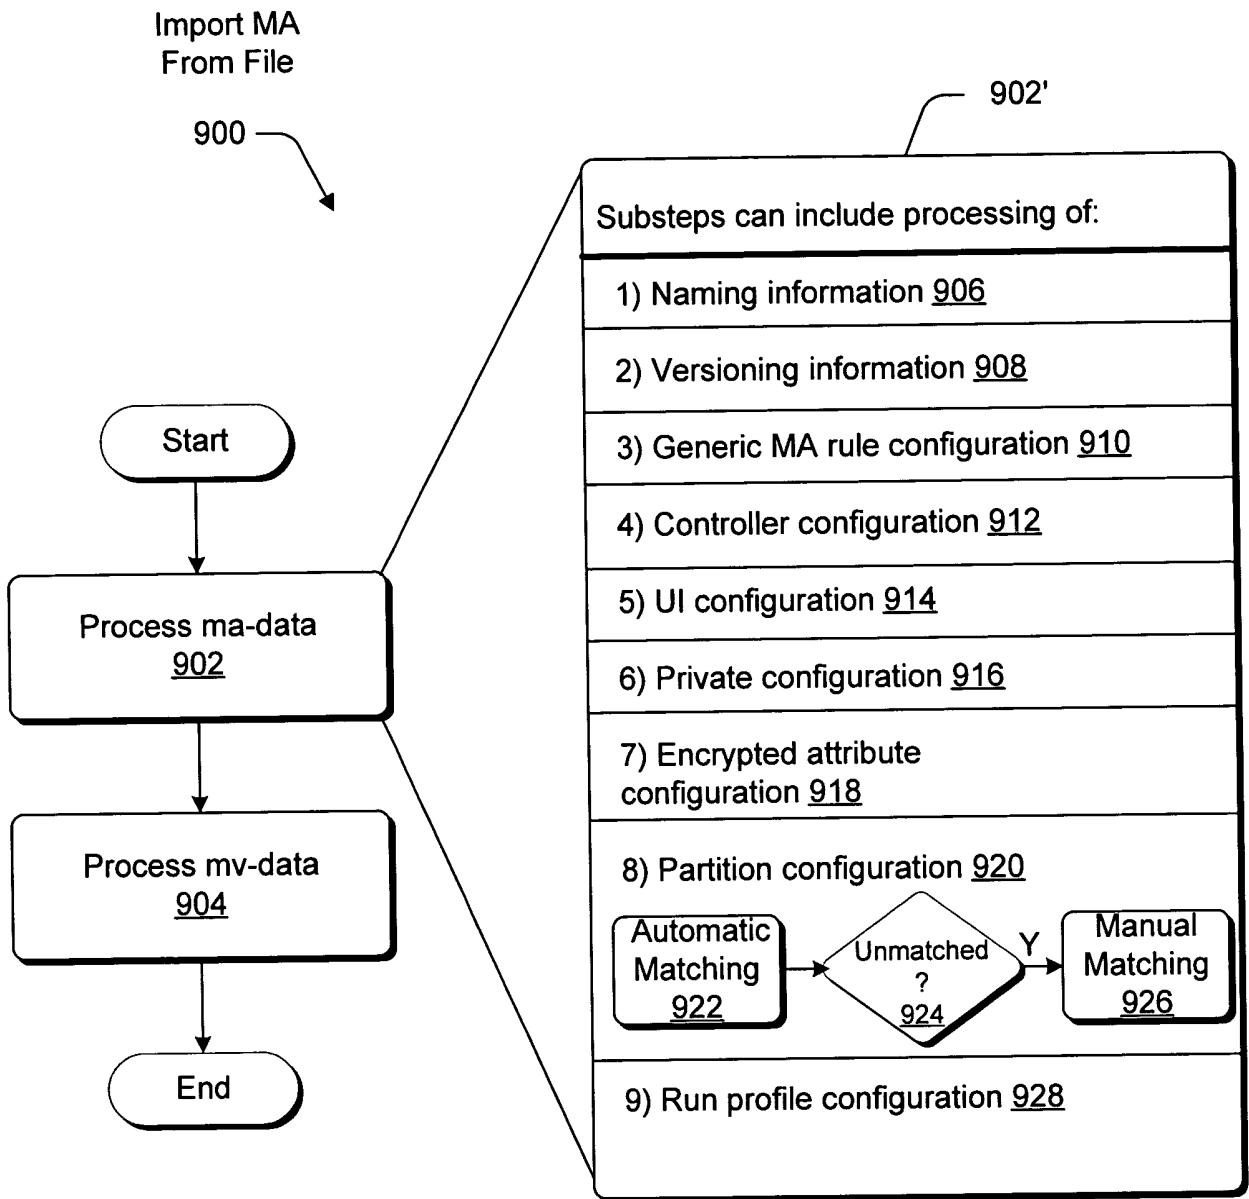 Import MA
From File
900
902'
Substeps can include processing of:
1) Naming information 906
2) Versioning information 908
3) Generic MA rule configuration 910
4) Controller configuration 912
5) UI configuration 914
6) Private configuration 916
7) Encrypted attribute
configuration 918
8) Partition configuration 920
Automatic
Matching
922
Unmatched
?
924
Y
Manual
Matching
926
9) Run profile configuration 928
Start
Process ma-data
902
Process mv-data
904
End